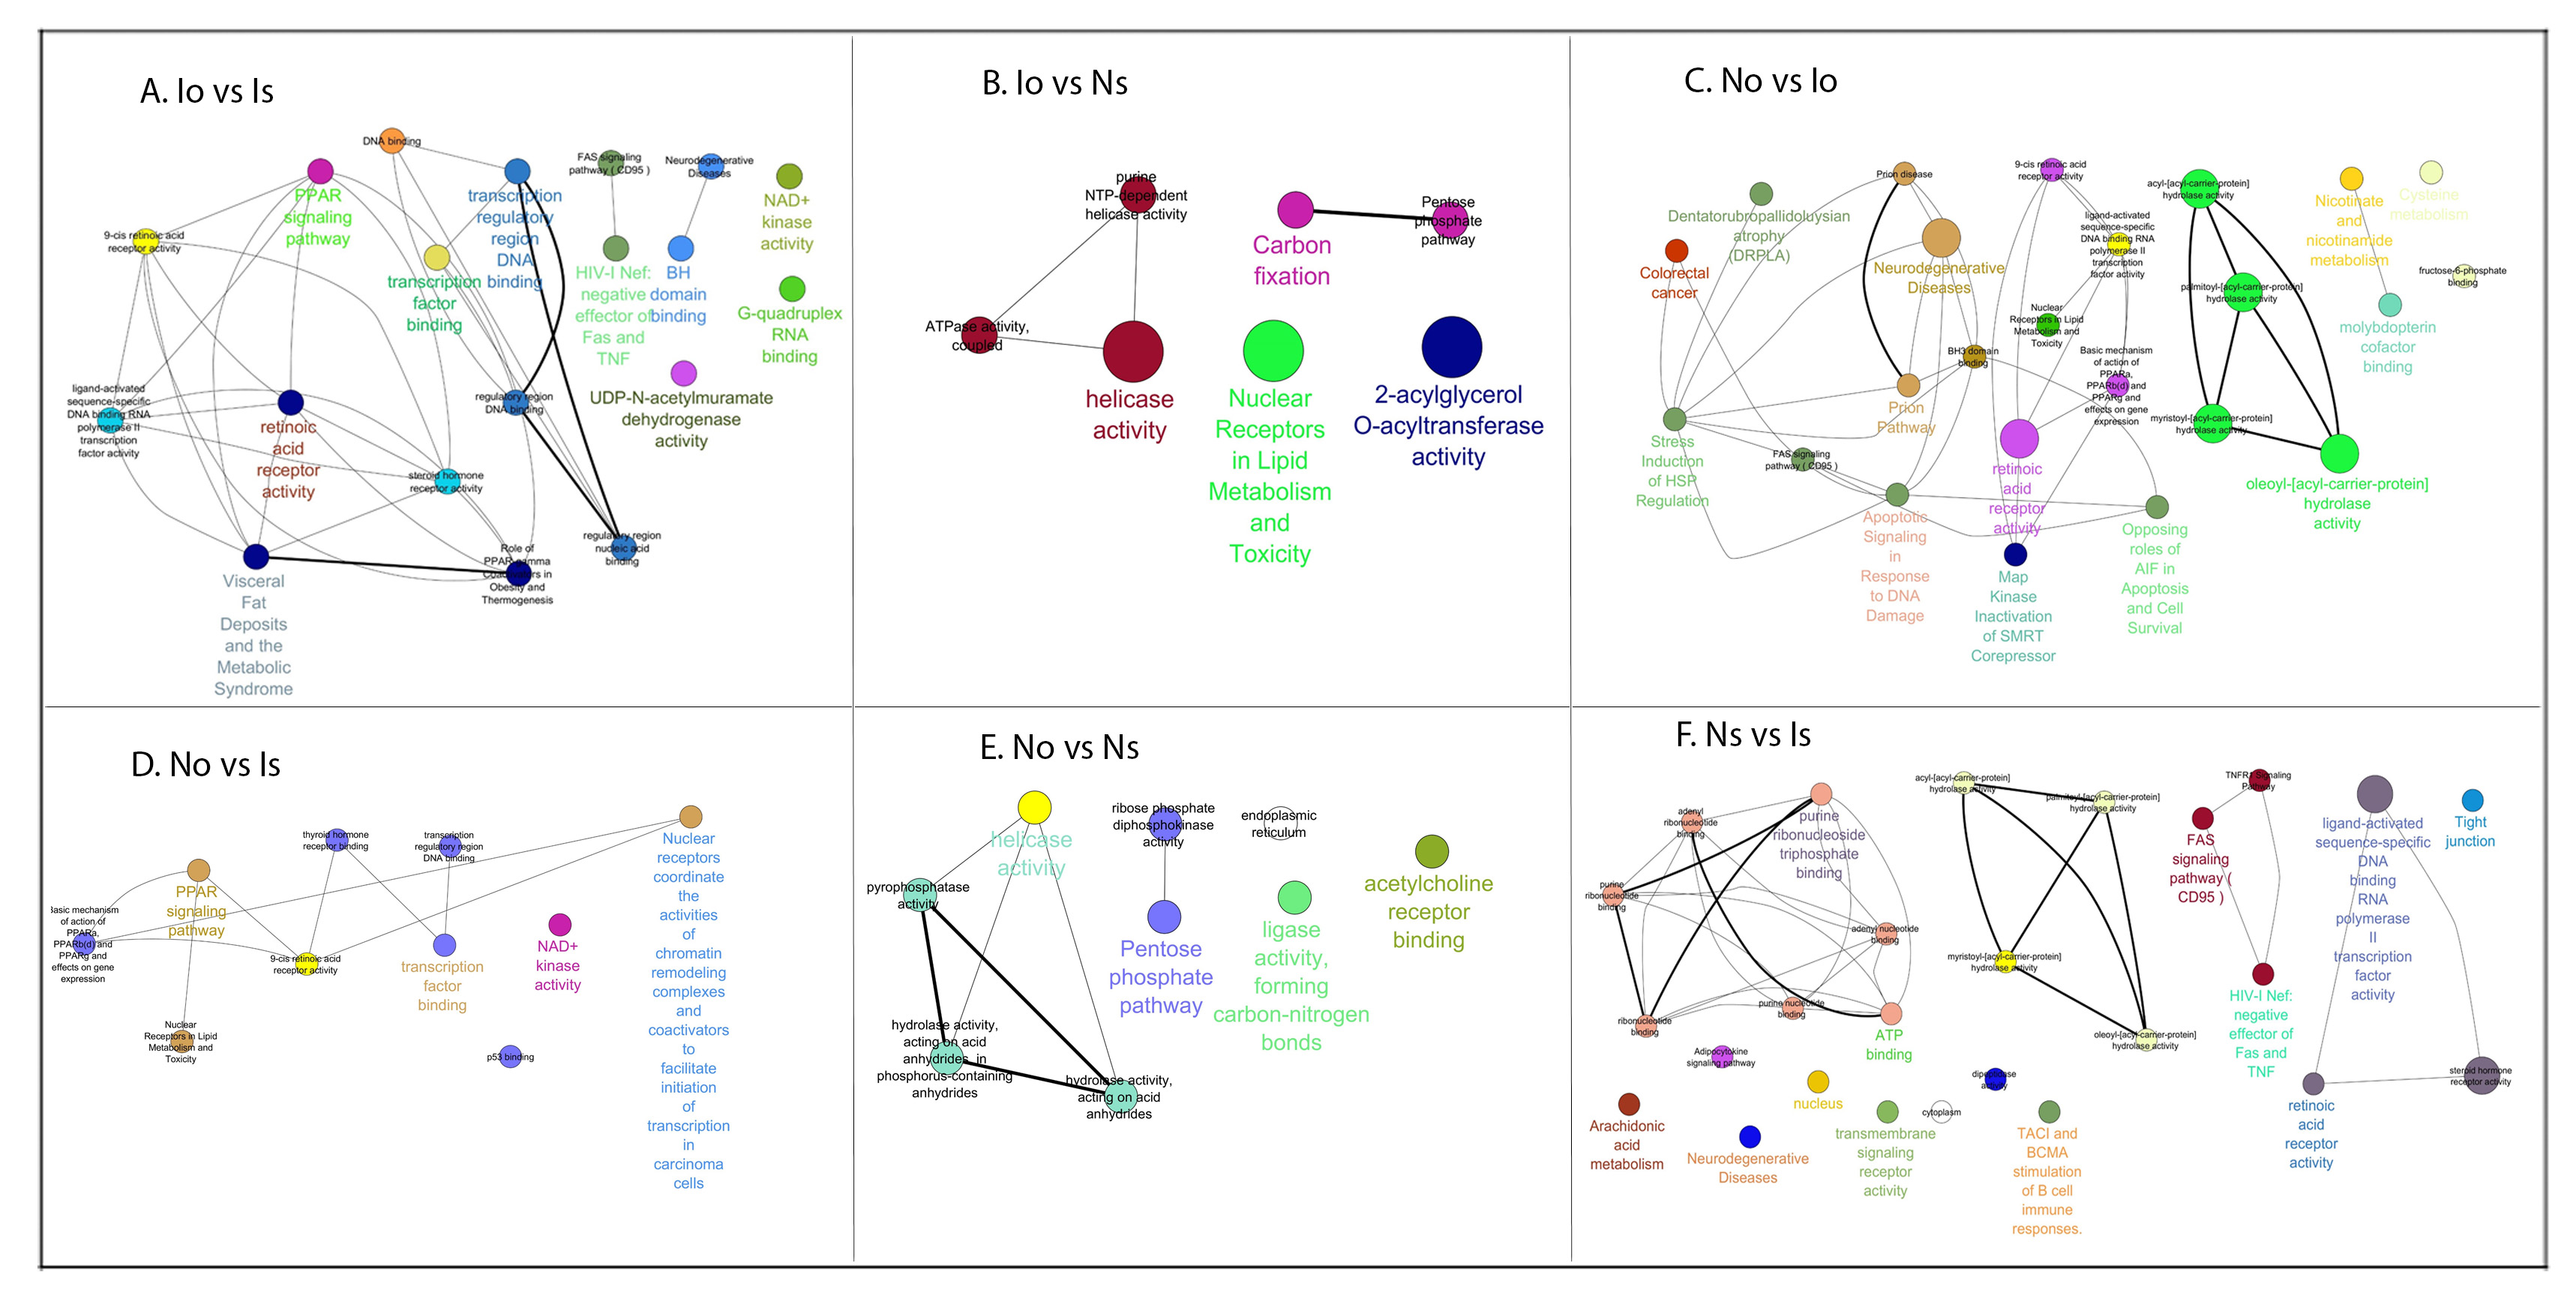 A. Io vs Is
DNA binding
PPAR
signaling
pathway
transcription
regulatory
region
DNA
binding
FAS signaling
pathway ( CD95 )
Neurodegenerative
Diseases
NAD+
kinase
activity
9-cis retinoic acid
receptor activity
transcription
factor
binding
HIV-I Nef:
negative
effector of
Fas and
TNF
BH
domain
binding
G-quadruplex
RNA
binding
UDP-N-acetylmuramate
dehydrogenase
activity
ligand-activated
sequence-specific
DNA binding RNA
polymerase II
transcription
factor activity
retinoic
acid
receptor
activity
regulatory region
DNA binding
steroid hormone
receptor activity
regulatory region
nucleic acid
binding
Role of
PPAR-gamma
Coactivators in
Obesity and
Thermogenesis
Visceral
Fat
Deposits
and the
Metabolic
Syndrome
B. Io vs Ns
purine
NTP-dependent
helicase activity
Carbon
fixation
Pentose
phosphate
pathway
ATPase activity,
coupled
helicase
activity
Nuclear
Receptors
in Lipid
Metabolism
and
Toxicity
2-acylglycerol
O-acyltransferase
activity
C. No vs Io
Prion disease
9-cis retinoic acid
receptor activity
acyl-[acyl-carrier-protein]
hydrolase activity
Nicotinate
and
nicotinamide
metabolism
Cysteine
metabolism
Dentatorubropallidoluysian
atrophy
(DRPLA)
ligand-activated
sequence-specific
DNA binding RNA
polymerase II
transcription
factor activity
Colorectal
cancer
Neurodegenerative
Diseases
palmitoyl-[acyl-carrier-protein]
hydrolase activity
fructose-6-phosphate
binding
Nuclear
Receptors in Lipid
Metabolism and
Toxicity
molybdopterin
cofactor
binding
BH3 domain
binding
Basic mechanism
of action of
PPARa,
PPARb(d) and
PPARg and
effects on gene
expression
Prion
Pathway
myristoyl-[acyl-carrier-protein]
hydrolase activity
Stress
Induction
of HSP
Regulation
FAS signaling
pathway ( CD95 )
retinoic
acid
receptor
activity
oleoyl-[acyl-carrier-protein]
hydrolase
activity
Apoptotic
Signaling
in
Response
to DNA
Damage
Map
Kinase
Inactivation
of SMRT
Corepressor
Opposing
roles of
AIF in
Apoptosis
and Cell
Survival
D. No vs Is
thyroid hormone
receptor binding
transcription
regulatory region
DNA binding
Nuclear
receptors
coordinate
the
activities
of
chromatin
remodeling
complexes
and
coactivators
to
facilitate
initiation
of
transcription
in
carcinoma
cells
PPAR
signaling
pathway
mechanism
of action of
PPARa,
PPARb(d) and
PPARg and
effects on gene
expression
9-cis retinoic acid
receptor activity
transcription
factor
binding
NAD+
kinase
activity
Nuclear
Receptors in Lipid
Metabolism and
Toxicity
p53 binding
E. No vs Ns
helicase
activity
ribose phosphate
diphosphokinase
activity
endoplasmic
reticulum
acetylcholine
receptor
binding
pyrophosphatase
activity
Pentose
phosphate
pathway
ligase
activity,
forming
carbon-nitrogen
bonds
hydrolase activity,
acting on acid
anhydrides, in
phosphorus-containing
anhydrides
hydrolase activity,
acting on acid
anhydrides
F. Ns vs Is
adenyl
ribonucleotide
binding
purine
ribonucleoside
triphosphate
binding
acyl-[acyl-carrier-protein]
hydrolase activity
palmitoyl-[acyl-carrier-protein]
hydrolase activity
TNFR1 Signaling
Pathway
FAS
signaling
pathway (
CD95 )
ligand-activated
sequence-specific
DNA
binding
RNA
polymerase
II
transcription
factor
activity
Tight
junction
purine
ribonucleotide
binding
adenyl nucleotide
binding
myristoyl-[acyl-carrier-protein]
hydrolase activity
HIV-I Nef:
negative
effector of
Fas and
TNF
ribonucleotide
binding
purine nucleotide
binding
ATP
binding
oleoyl-[acyl-carrier-protein]
hydrolase activity
Adipocytokine
signaling pathway
dipeptidase
activity
steroid hormone
receptor activity
Arachidonic
acid
metabolism
nucleus
Neurodegenerative
Diseases
transmembrane
signaling
receptor
activity
cytoplasm
TACI and
BCMA
stimulation
of B cell
immune
responses.
retinoic
acid
receptor
activity